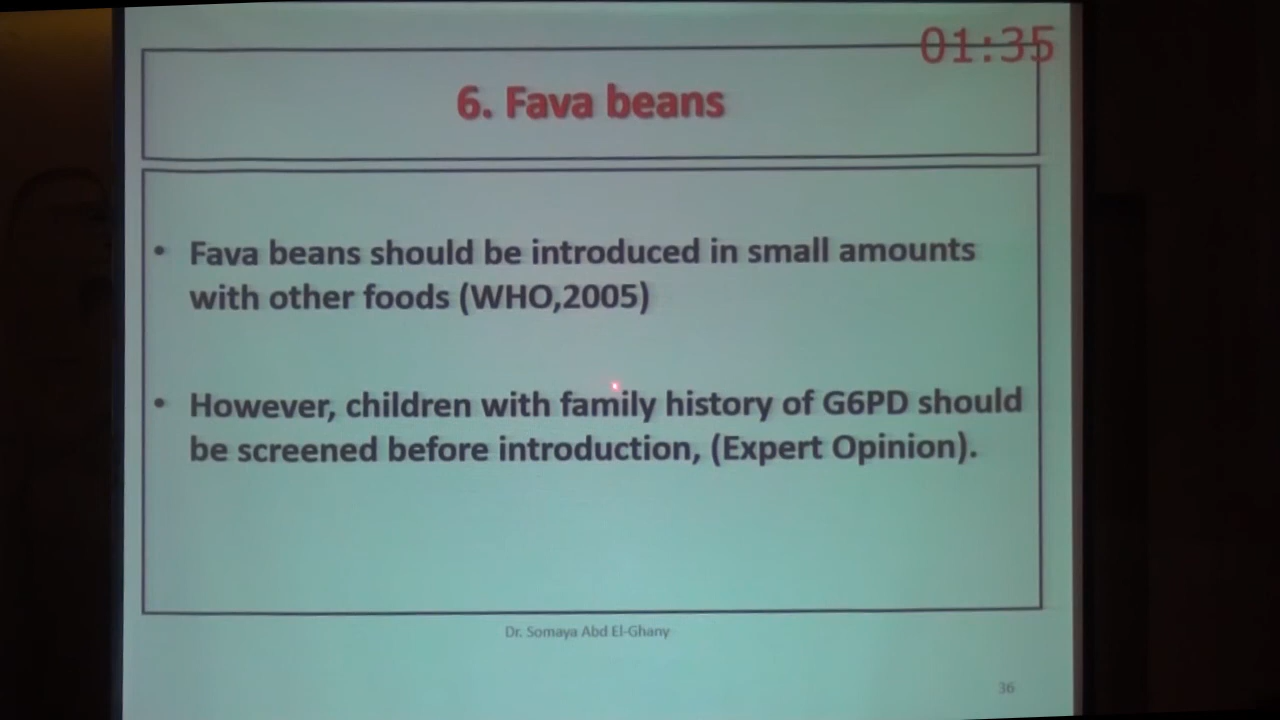 01:35
6. Fava beans
• Fava beans should be introduced in small amounts
with other foods (WHO,2005)
• However, children with family history of G6PD should
be screened before introduction, (Expert Opinion).
Dr. Somaya Abd El-Ghany
36